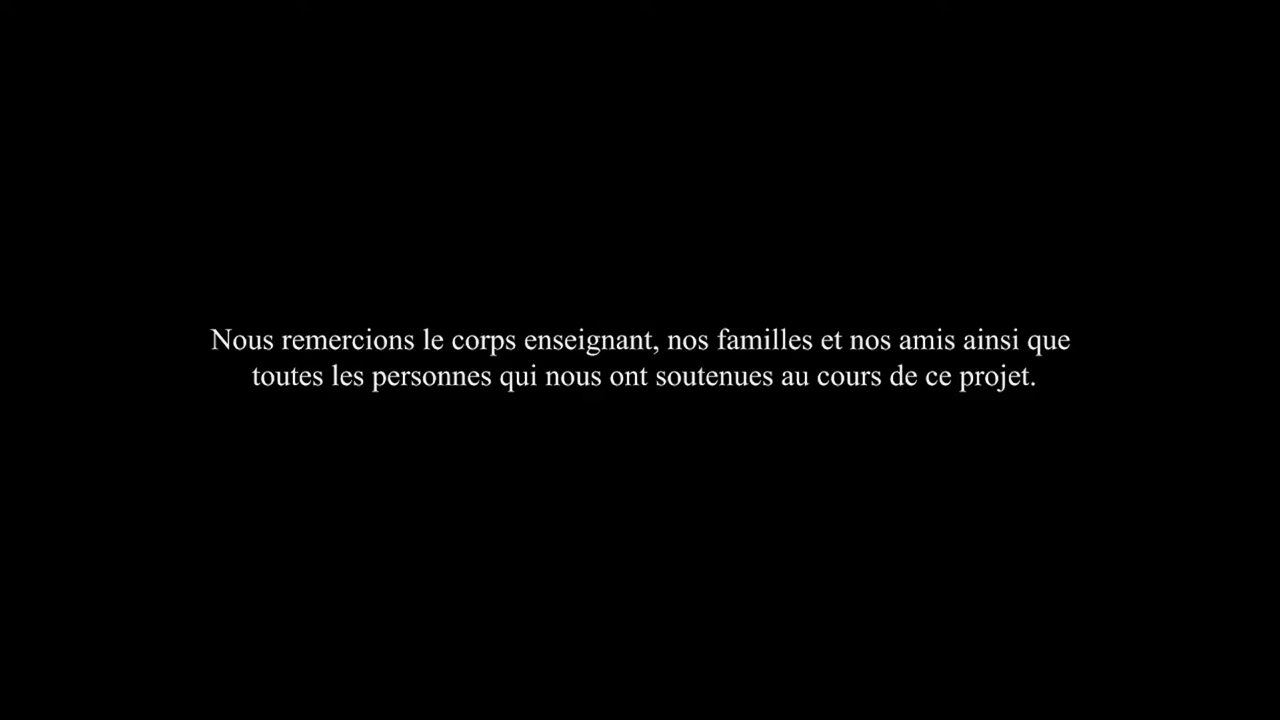 Nous remercions le corps enseignant, nos familles et nos amis ainsi que
toutes les personnes qui nous ont soutenues au cours de ce projet.